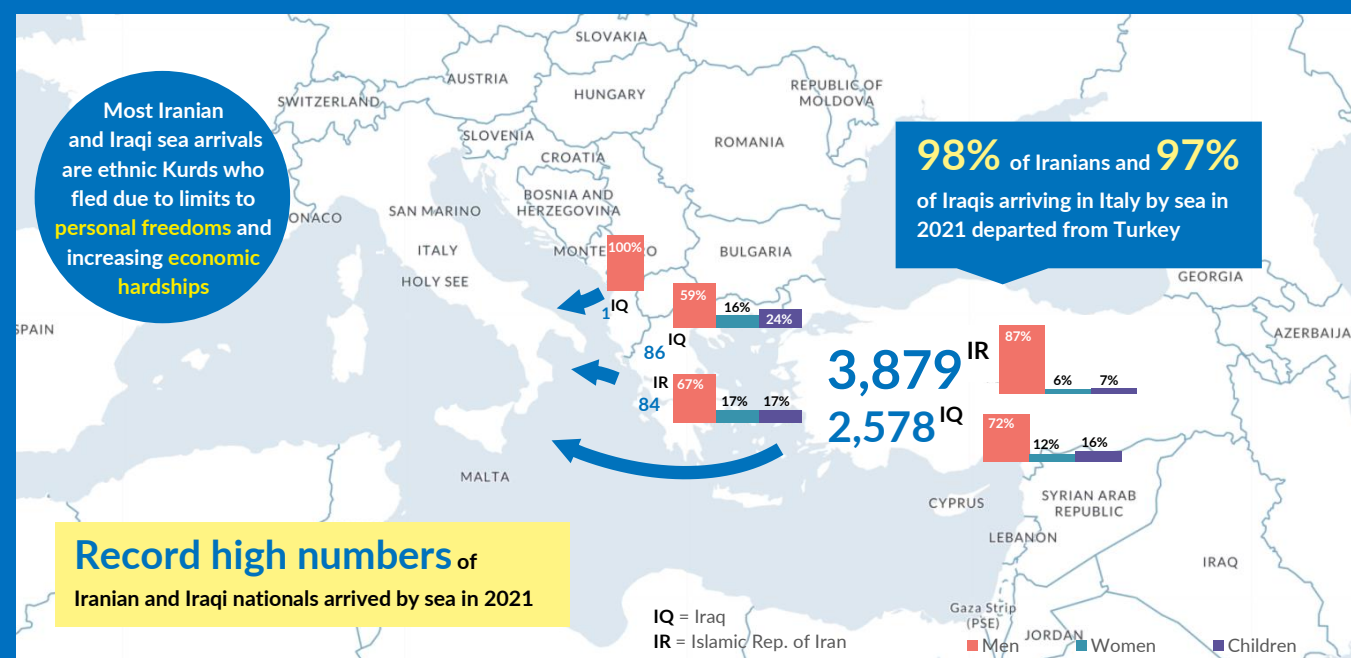 SLOVAKIA
AUSTRIA
SWITZERLAND
HUNGARY
REPUBLIC OF
MOLDOVA
SLOVENIA
ROMANIA
CROATIA
BOSNIA AND
HERZEGOVINA
Most Iranian
and Iraqi sea arrivals
are ethnic Kurds who
fled due to limits to
personal freedoms and
increasing economic
hardships
98% of Iranians and 97%
of Iraqis arriving in Italy by sea in
2021 departed from Turkey
ONACO
SAN MARINO
ITALY
HOLY SEE
BULGARIA
GEORGIA
SPAIN
AZERBAIJA
100%
1 IQ
59%
16%
24%
86 IQ
IR
84
67%
17%
17%
3,879 IR
87%
6%
7%
2,578 IQ
72%
12%
16%
MALTA
CYPRUS
SYRIAN ARAB
REPUBLIC
LEBANON
IRAQ
Gaza Strip
(PSE)
JORDAN
Record high numbers of
Iranian and Iraqi nationals arrived by sea in 2021
IQ = Iraq
IR = Islamic Rep. of Iran
Men
Women
Children